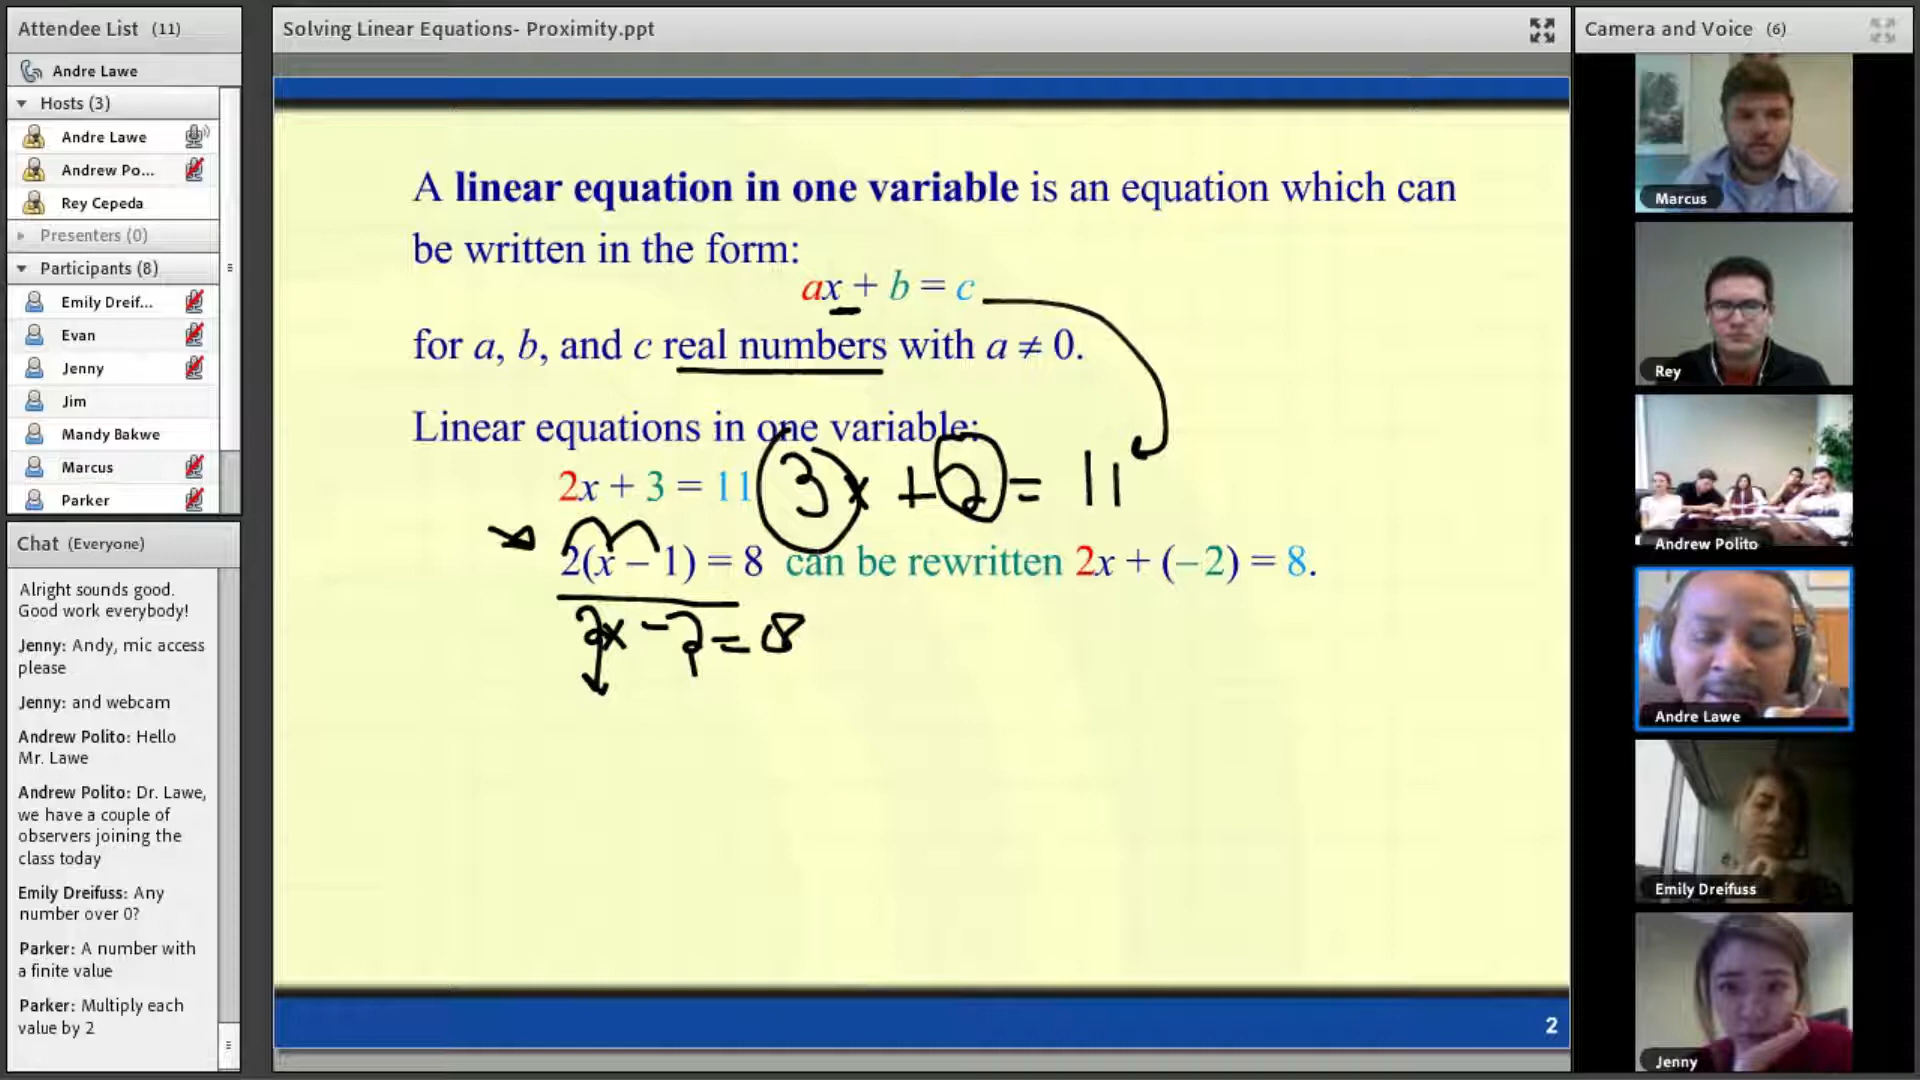 Attendee List (11)
Andre Lawe
Hosts (3)
Andre Lawe
Andrew Po...
Rey Cepeda
Presenters (0)
Participants (8)
Emily Dreif...
Evan
Jenny
Jim
Mandy Bakwe
Marcus
Parker
Chat (Everyone)
Alright sounds good.
Good work everybody!
Jenny: Andy, mic access
please
Jenny: and webcam
Andrew Polito: Hello
Mr. Lawe
Andrew Polito: Dr. Lawe,
we have a couple of
observers joining the
class today
Emily Dreifuss: Any
number over 0?
Parker: A number with
a finite value
Parker: Multiply each
value by 2
Solving Linear Equations- Proximity.ppt
A linear equation in one variable is an equation which can
be written in the form:
ax + b = c
for a, b, and c real numbers with a ≠ 0.
Linear equations in one variable:
2x + 3 = 11 3x + 2 = 11
2(x – 1) = 8 can be rewritten 2x + (–2) = 8.
2x – 2 = 8
2
Camera and Voice (6)
Marcus
Rey
Andrew Polito
Andre Lawe
Emily Dreifuss
Jenny